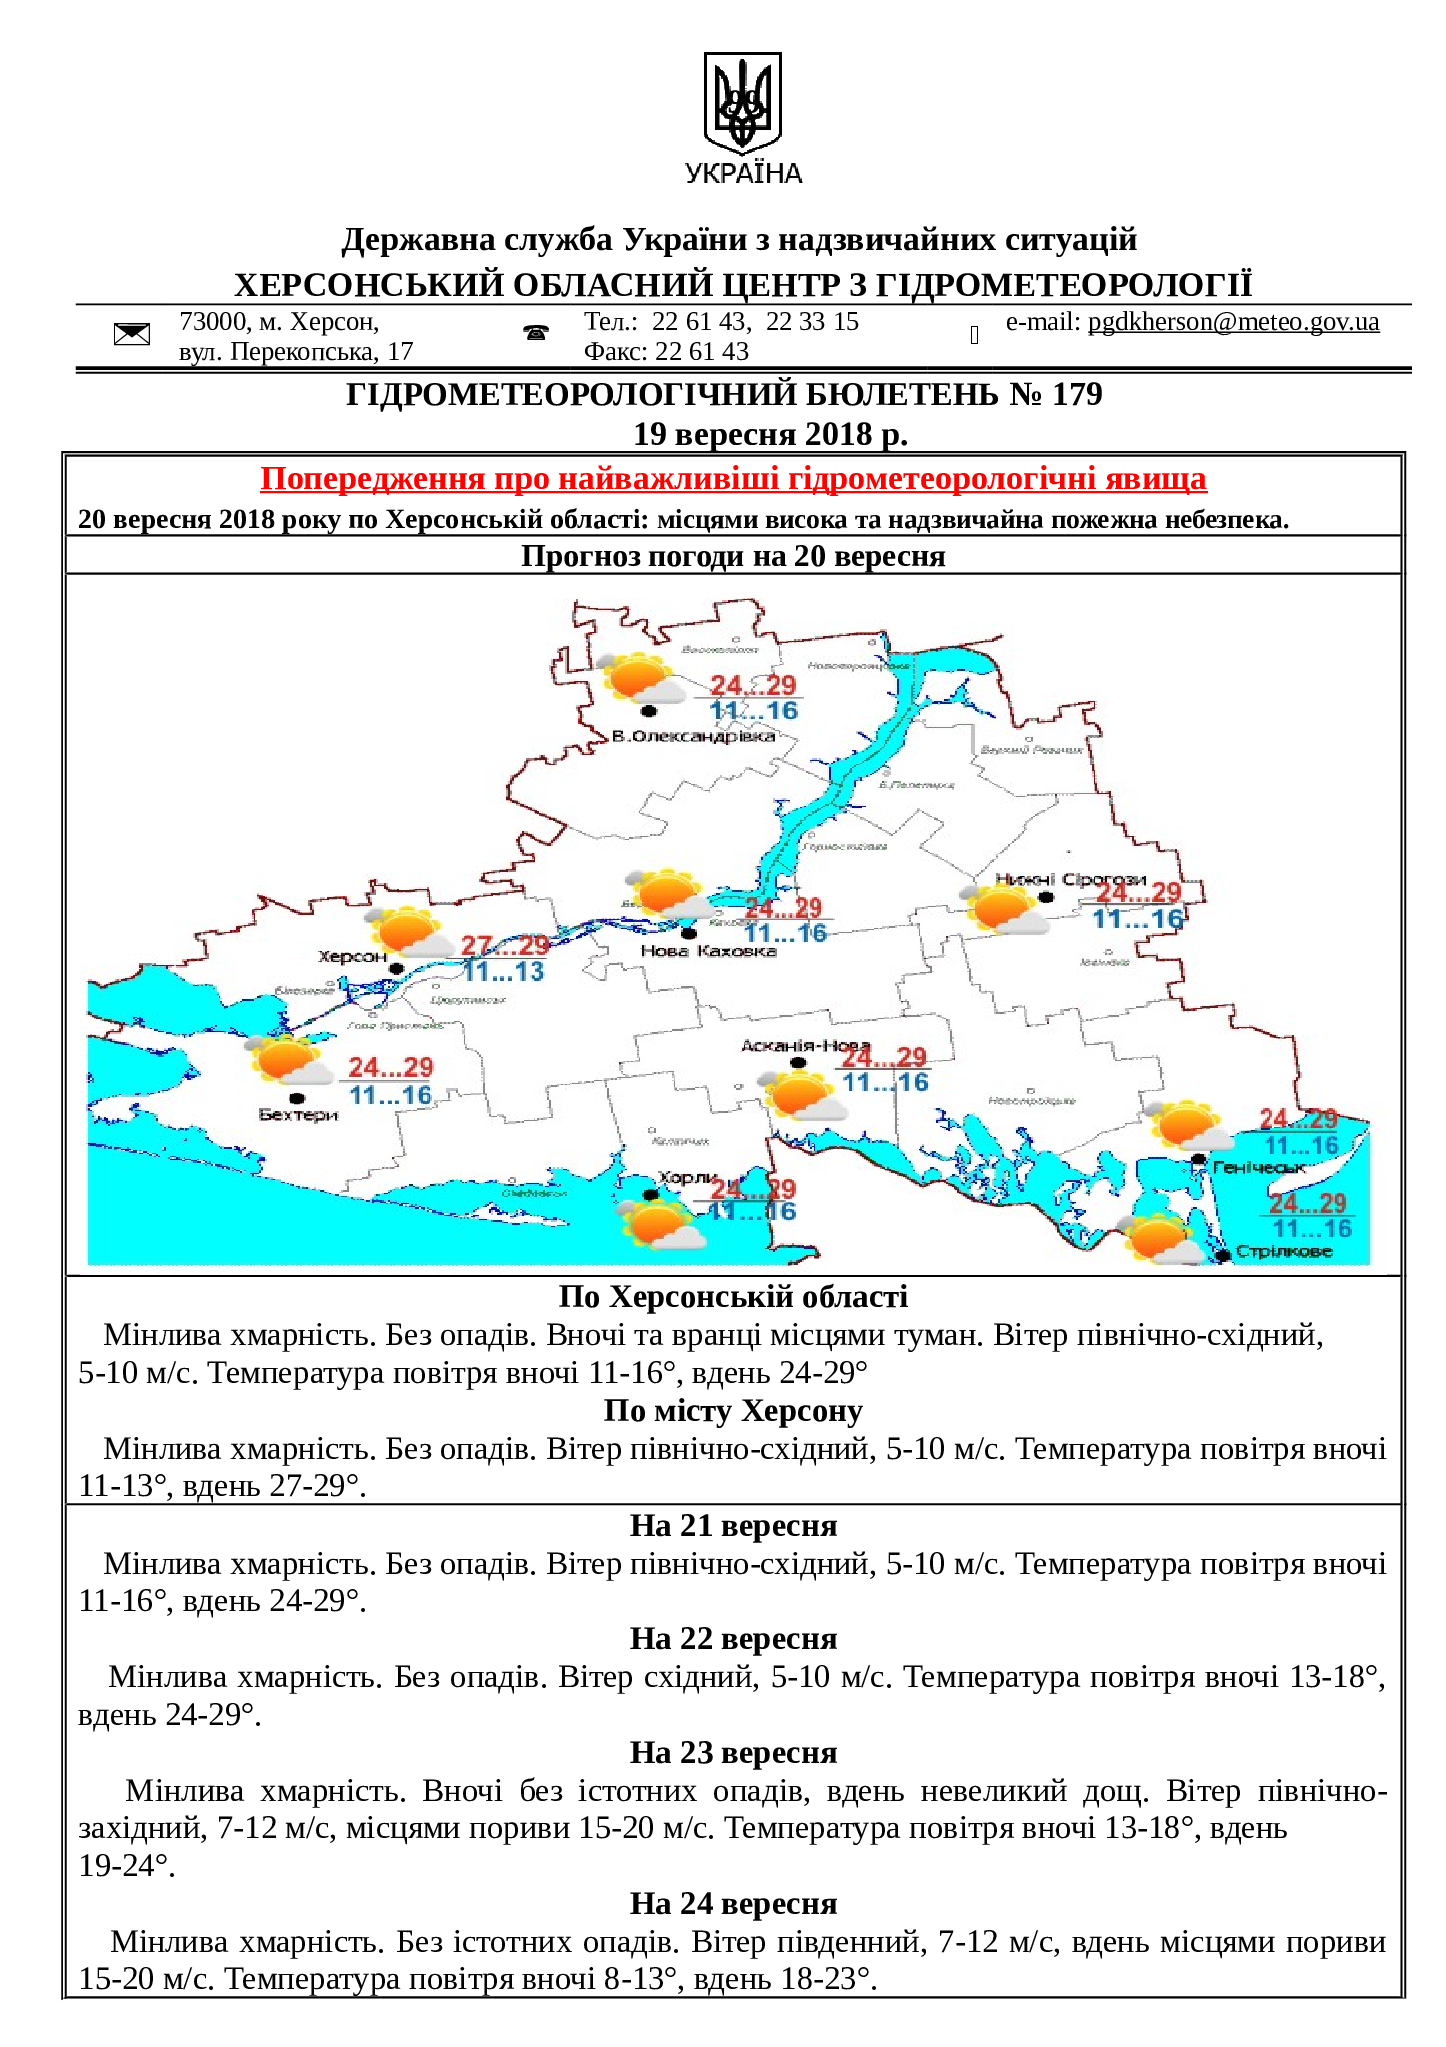 УКРАЇНА
Державна служба України з надзвичайних ситуацій
ХЕРСОНСЬКИЙ ОБЛАСНИЙ ЦЕНТР З ГІДРОМЕТЕОРОЛОГІЇ
73000, м. Херсон,
вул. Перекопська, 17
Тел.: 22 61 43, 22 33 15
Факс: 22 61 43
e-mail: pgdkherson@meteo.gov.ua
ГІДРОМЕТЕОРОЛОГІЧНИЙ БЮЛЕТЕНЬ № 179
19 вересня 2018 р.
Попередження про найважливіші гідрометеорологічні явища
20 вересня 2018 року по Херсонській області: місцями висока та надзвичайна пожежна небезпека.
Прогноз погоди на 20 вересня
24...29
11...16
В.Олександрівка
Нижні Сірогози
24...29
11...16
24...29
11...16
Нова Каховка
Херсон
27...29
11...13
24...29
11...16
Бехтери
Асканія-Нова
24...29
11...16
24...29
11...16
Генічеськ
Хорли
24...29
11...16
24...29
11...16
Стрілкове
По Херсонській області
Мінлива хмарність. Без опадів. Вночі та вранці місцями туман. Вітер північно-східний,
5-10 м/с. Температура повітря вночі 11-16°, вдень 24-29°
По місту Херсону
Мінлива хмарність. Без опадів. Вітер північно-східний, 5-10 м/с. Температура повітря вночі
11-13°, вдень 27-29°.
На 21 вересня
Мінлива хмарність. Без опадів. Вітер північно-східний, 5-10 м/с. Температура повітря вночі
11-16°, вдень 24-29°.
На 22 вересня
Мінлива хмарність. Без опадів. Вітер східний, 5-10 м/с. Температура повітря вночі 13-18°,
вдень 24-29°.
На 23 вересня
Мінлива хмарність. Вночі без істотних опадів, вдень невеликий дощ. Вітер північно-
західний, 7-12 м/с, місцями пориви 15-20 м/с. Температура повітря вночі 13-18°, вдень
19-24°.
На 24 вересня
Мінлива хмарність. Без істотних опадів. Вітер південний, 7-12 м/с, вдень місцями пориви
15-20 м/с. Температура повітря вночі 8-13°, вдень 18-23°.